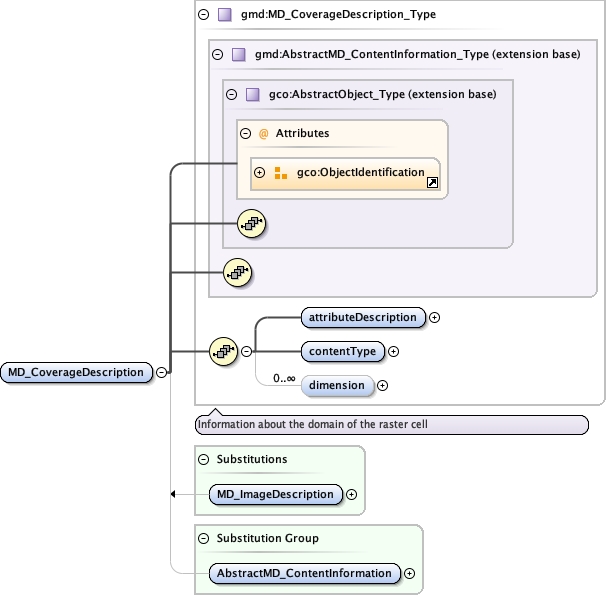 gmd:MD_CoverageDescription_Type
gmd:AbstractMD_ContentInformation_Type (extension base)
gco:AbstractObject_Type (extension base)
@ Attributes
gco:ObjectIdentification
attributeDescription
contentType
0..∞
dimension
MD_CoverageDescription
Information about the domain of the raster cell
Substitutions
MD_ImageDescription
Substitution Group
AbstractMD_ContentInformation